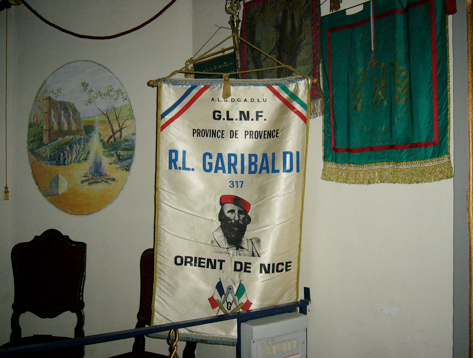 A.L.G.D.G.A.D.L.U
G.L.N.F.
PROVINCE DE PROVENCE
R.L. GARIBALDI
317
ORIENT DE NICE
G